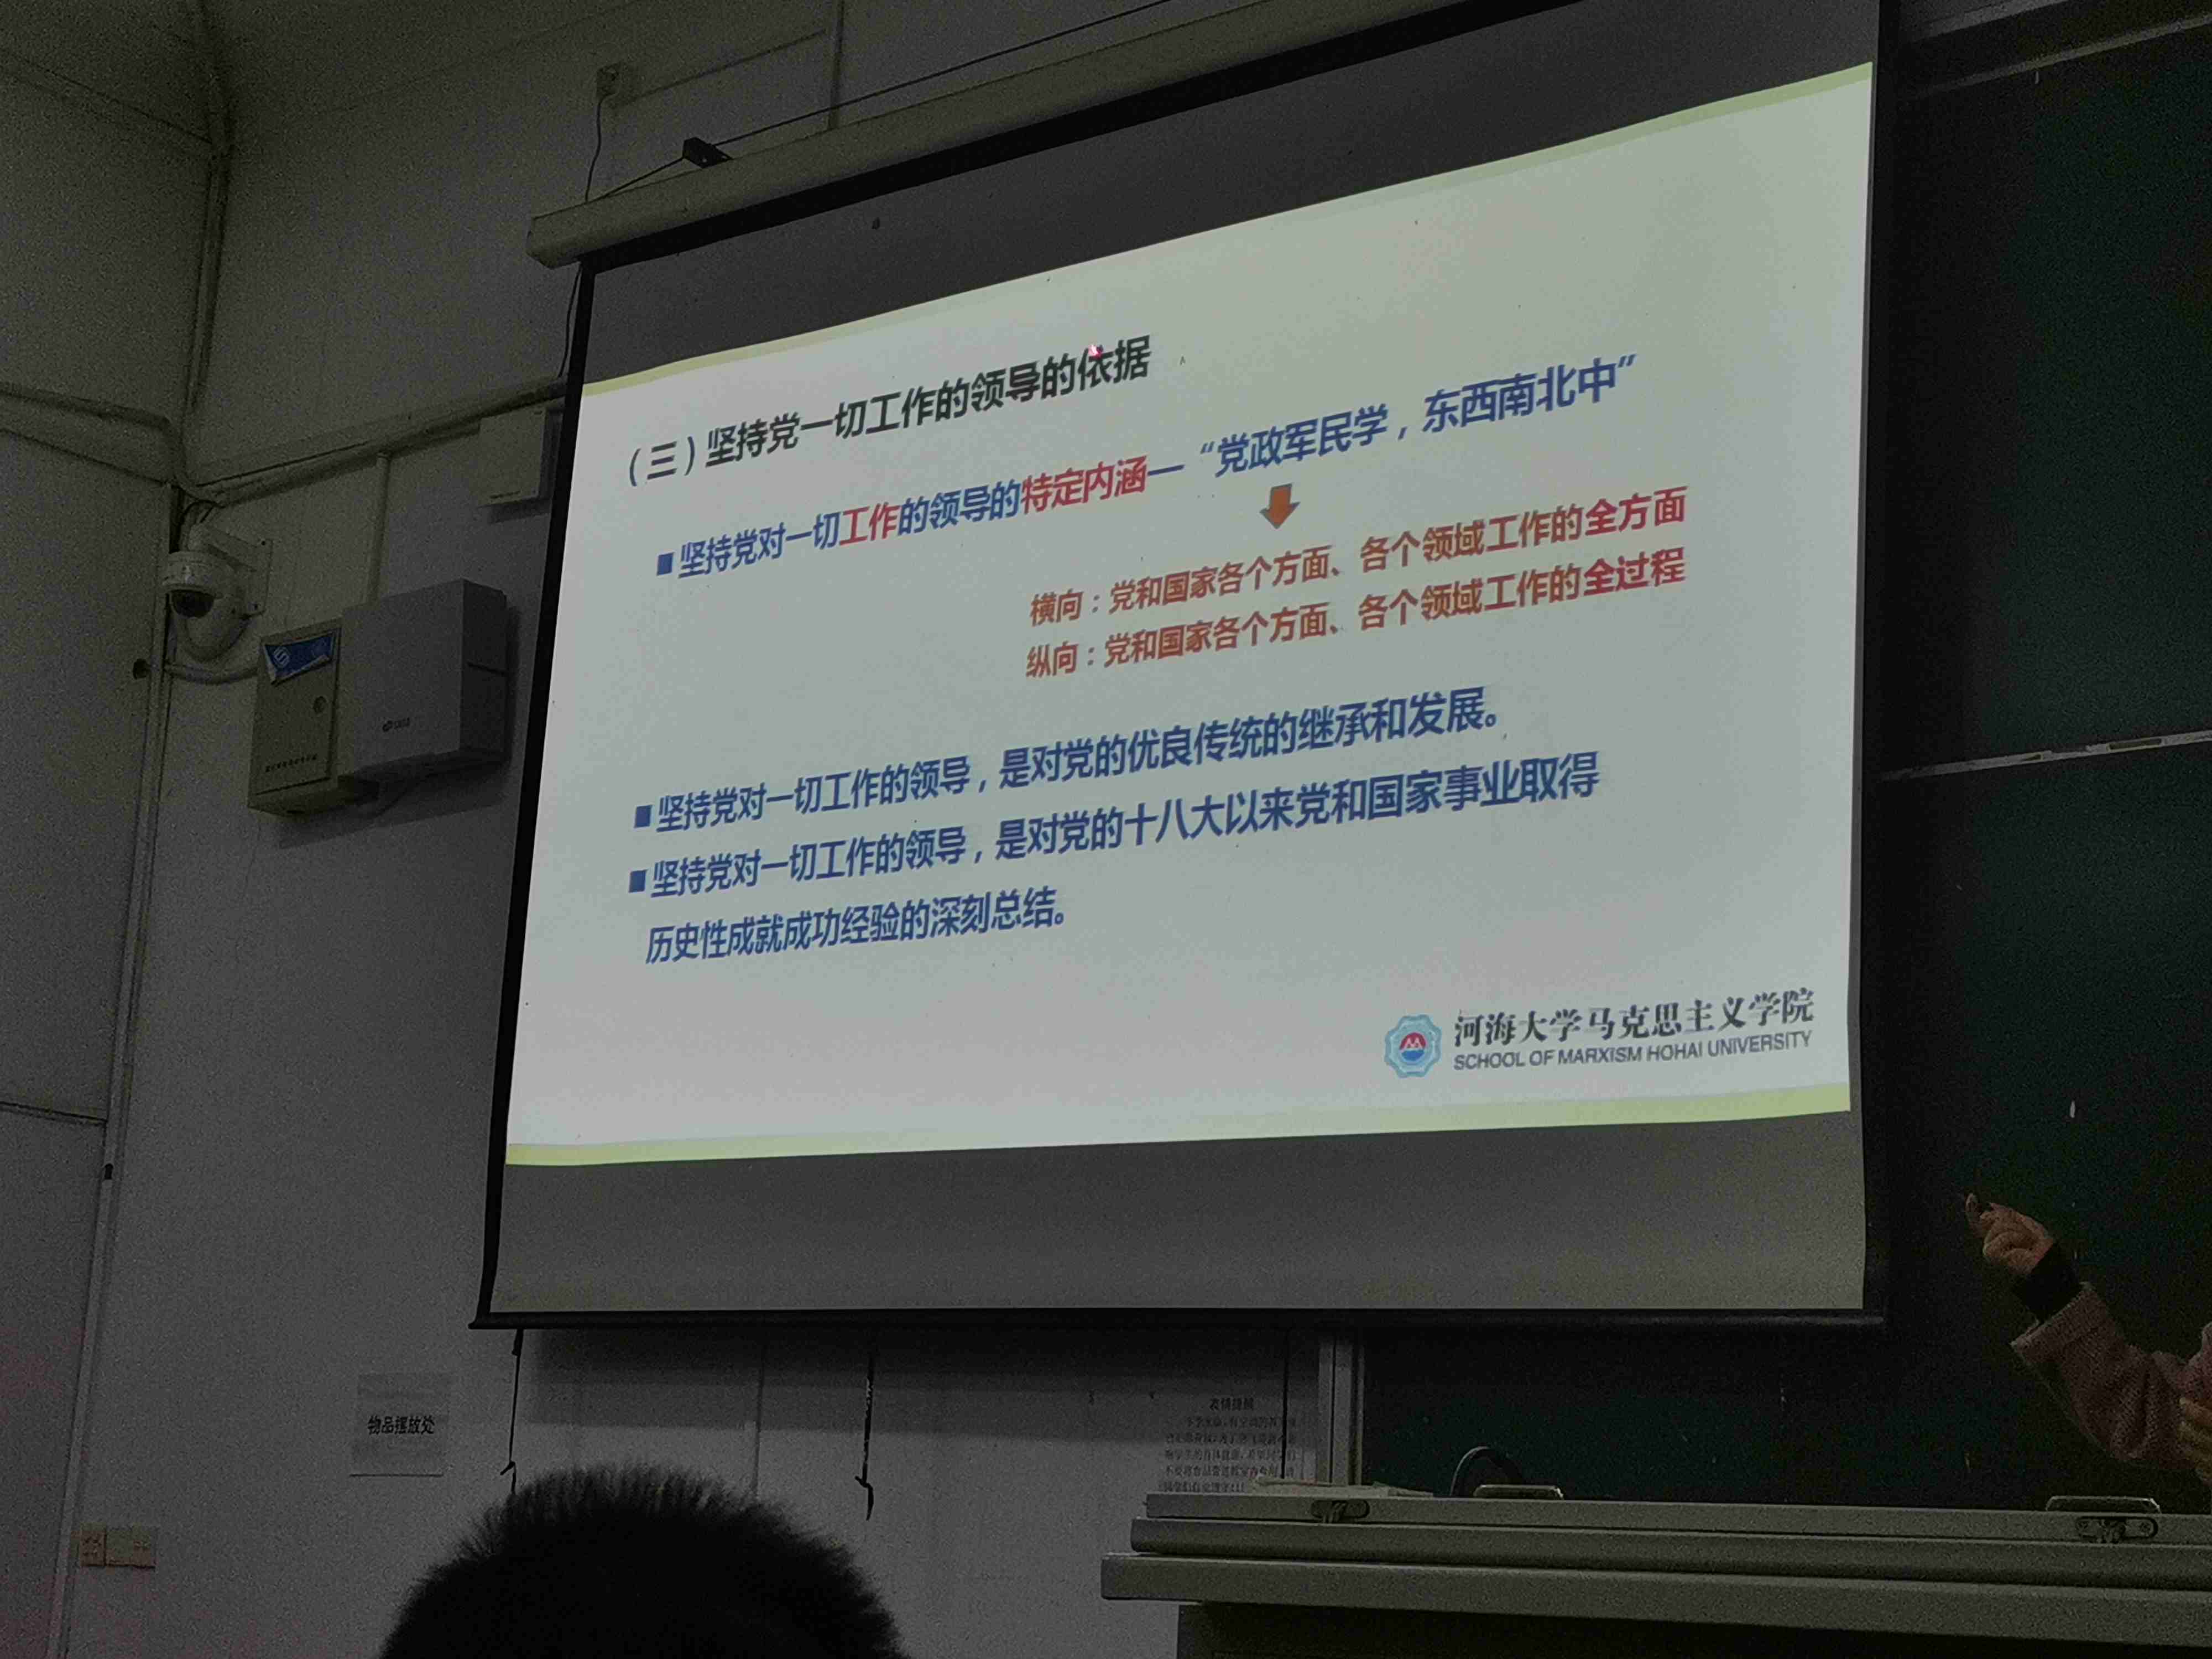 （三）坚持党一切工作的领导的依据
■坚持党对一切工作的领导的特定内涵—“党政军民学，东西南北中”
横向：党和国家各个方面、各个领域工作的全方面
纵向：党和国家各个方面、各个领域工作的全过程
■坚持党对一切工作的领导，是对党的优良传统的继承和发展。
■坚持党对一切工作的领导，是对党的十八大以来党和国家事业取得
历史性成就成功经验的深刻总结。
河海大学马克思主义学院
SCHOOL OF MARXISM HOHAI UNIVERSITY
物品摆放处
友情提醒